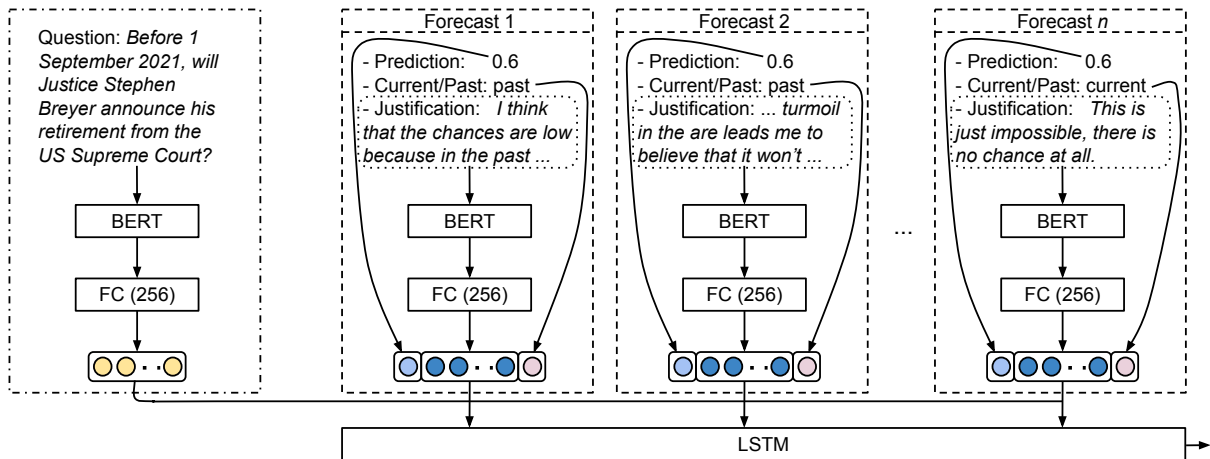 Question: Before 1
September 2021, will
Justice Stephen
Breyer announce his
retirement from the
US Supreme Court?
BERT
FC (256)
Forecast 1
- Prediction: 0.6
- Current/Past: past
- Justification: I think
that the chances are low
because in the past ...
BERT
FC (256)
Forecast 2
- Prediction: 0.6
- Current/Past: past
- Justification: ... turmoil
in the are leads me to
believe that it won't ...
BERT
FC (256)
...
Forecast n
- Prediction: 0.6
- Current/Past: current
- Justification: This is
just impossible, there is
no chance at all.
BERT
FC (256)
LSTM